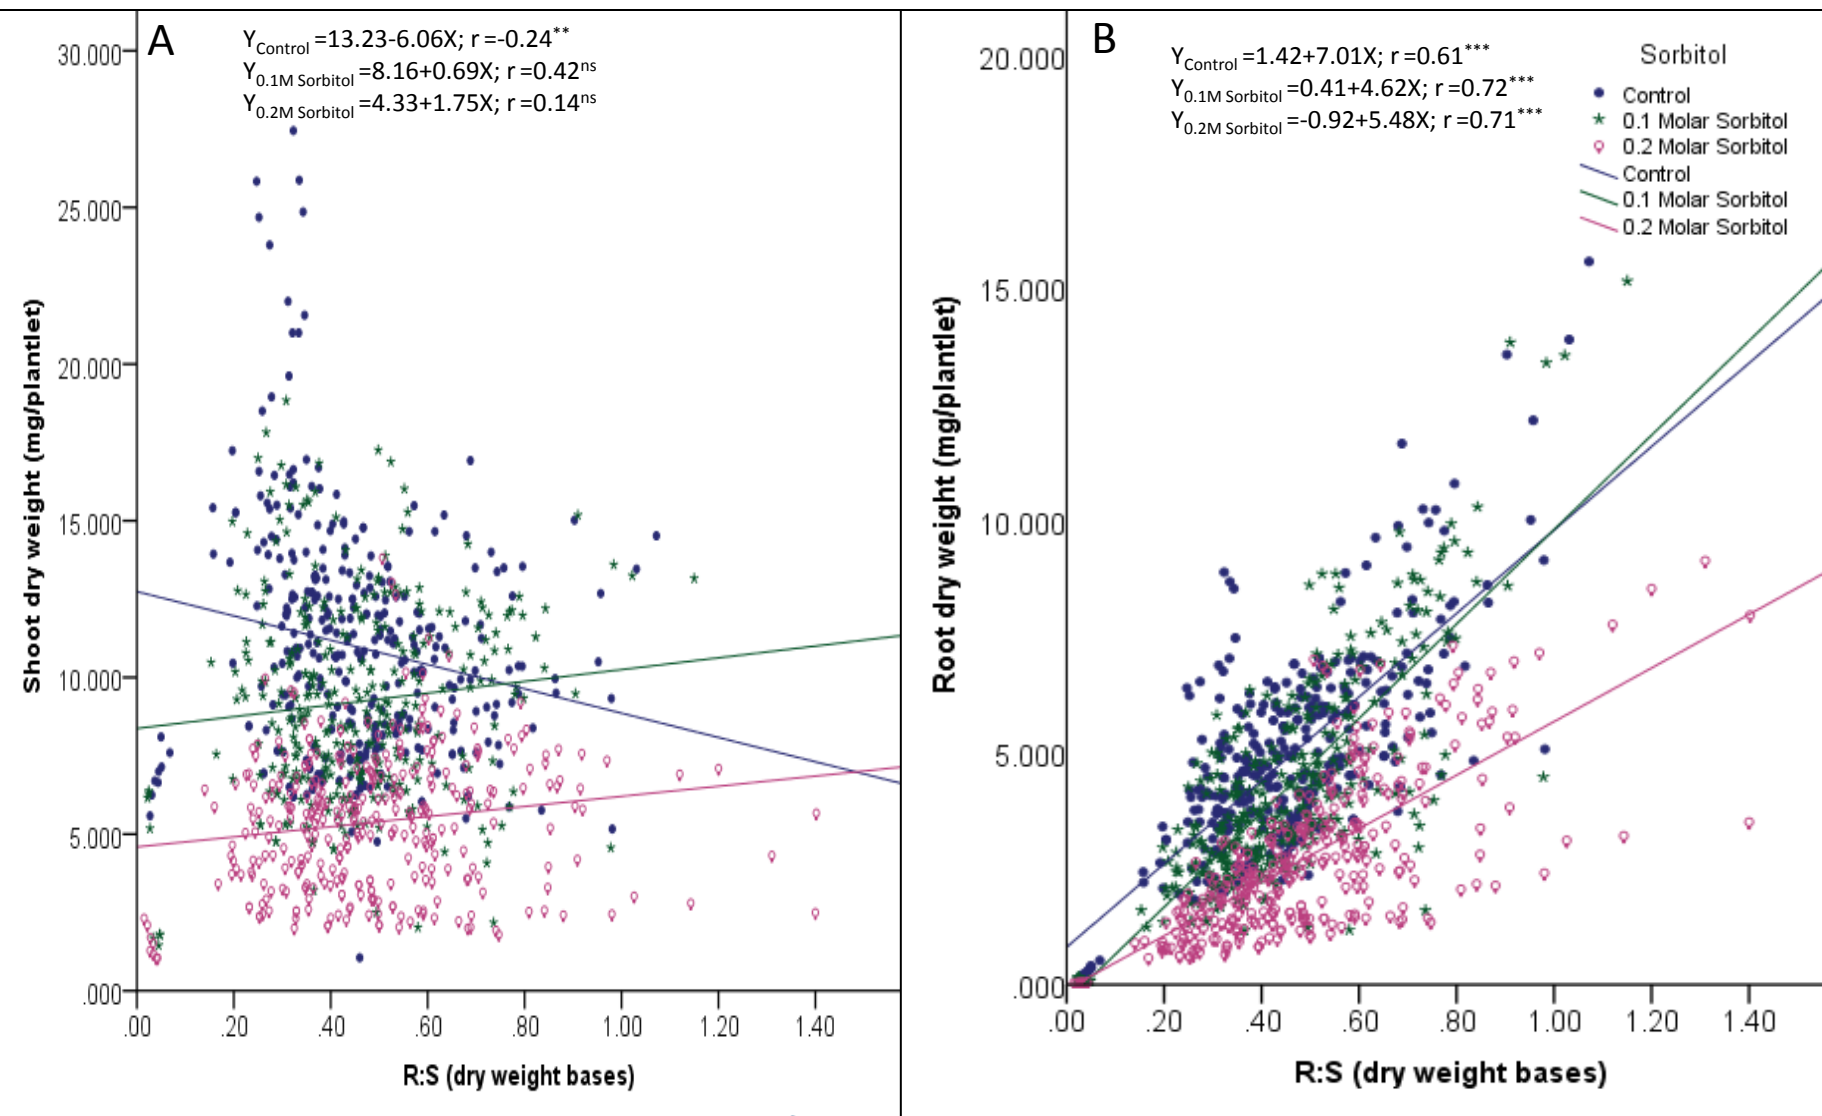 A
Y Control =13.23-6.06X; r =-0.24**
Y 0.1M Sorbitol =8.16+0.69X; r =0.42ns
Y 0.2M Sorbitol =4.33+1.75X; r =0.14ns
30.000
25.000
20.000
15.000
10.000
5.000
.000
Shoot dry weight (mg/plantlet)
.00 .20 .40 .60 .80 1.00 1.20 1.40
R:S (dry weight bases)
B
Y Control =1.42+7.01X; r =0.61***
Y 0.1M Sorbitol =0.41+4.62X; r =0.72***
Y 0.2M Sorbitol =-0.92+5.48X; r =0.71***
Sorbitol
Control
0.1 Molar Sorbitol
0.2 Molar Sorbitol
Control
0.1 Molar Sorbitol
0.2 Molar Sorbitol
20.000
15.000
10.000
5.000
.000
Root dry weight (mg/plantlet)
.00 .20 .40 .60 .80 1.00 1.20 1.40
R:S (dry weight bases)